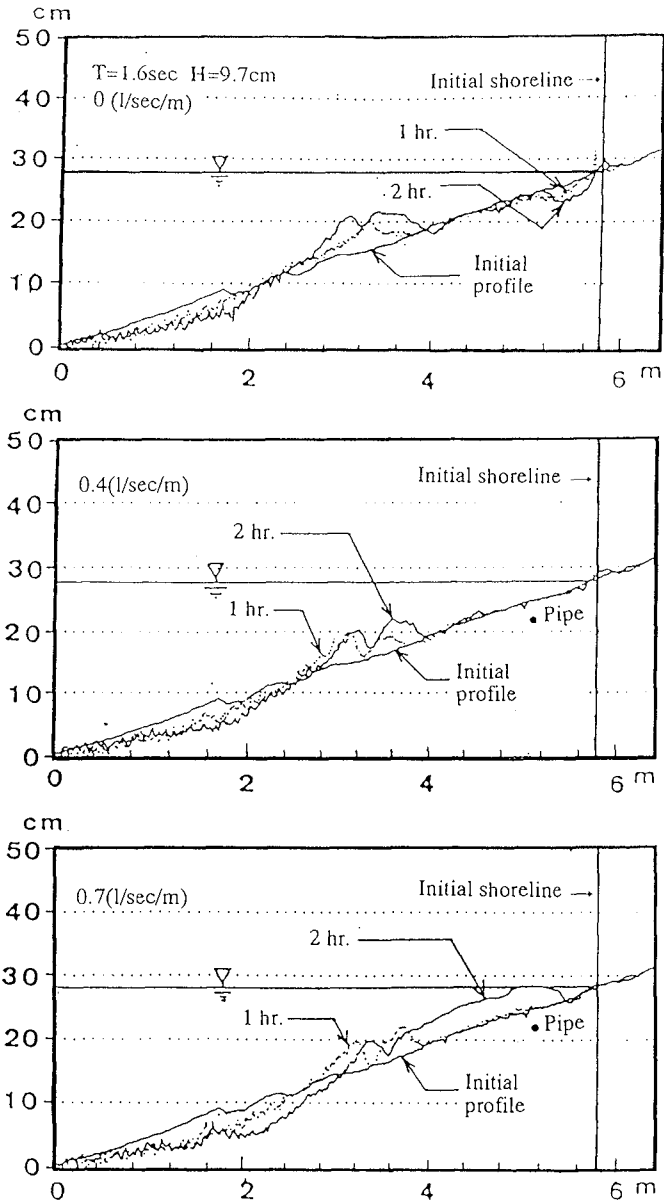 cm
50
T=1.6sec H=9.7cm
Initial shoreline
0 (l/sec/m)
40
1 hr.
30
2 hr.
20
Initial
profile
10
0
0 2 4 6 m
cm
50
0.4(l/sec/m)
Initial shoreline
40
2 hr.
30
1 hr.
Pipe
20
Initial
profile
10
0
0 2 4 6 m
cm
50
0.7(l/sec/m)
Initial shoreline
40
2 hr.
30
1 hr.
Pipe
20
Initial
profile
10
0
0 2 4 6 m